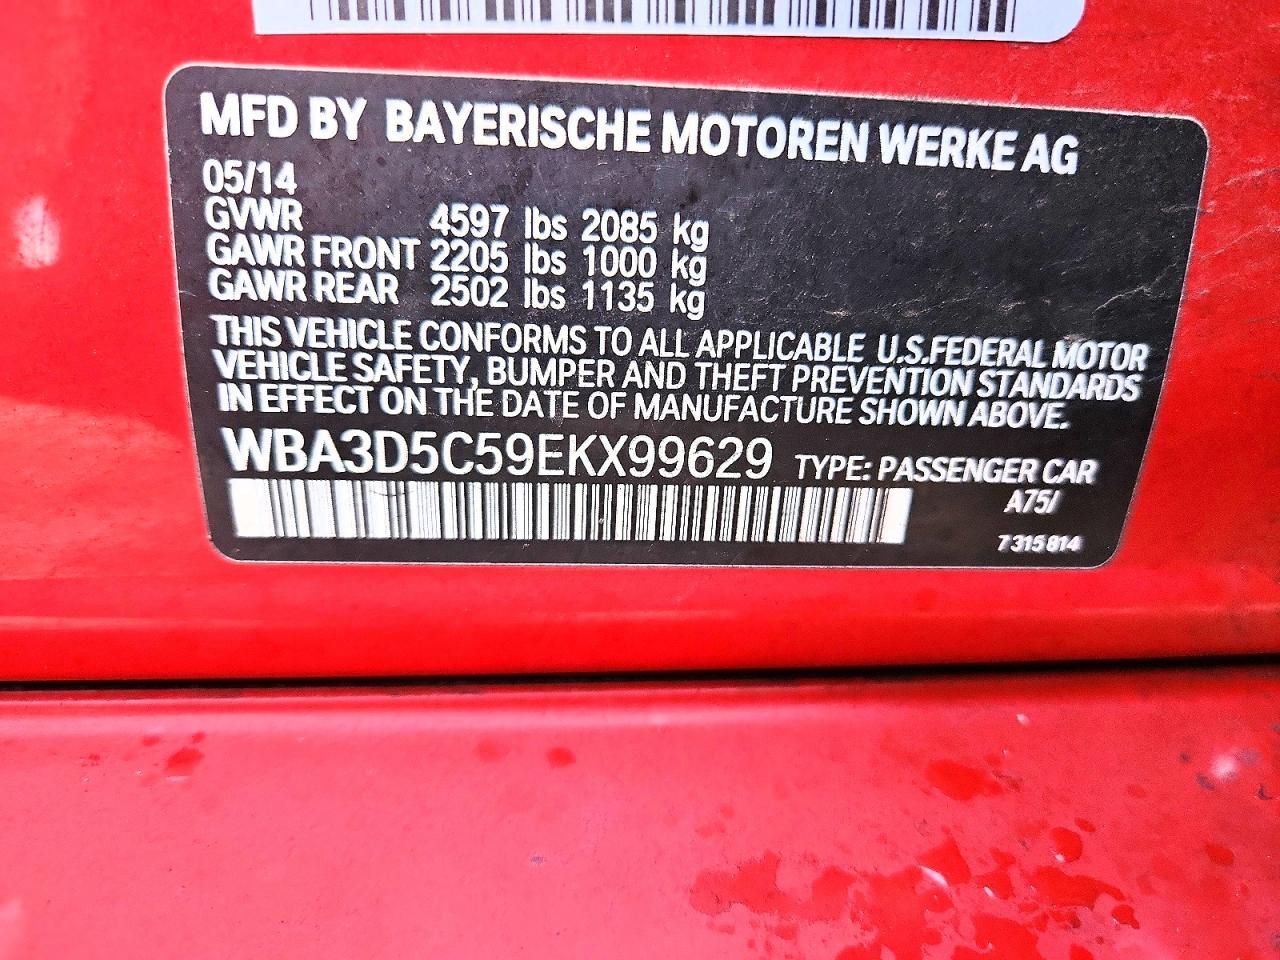 MFD BY BAYERISCHE MOTOREN WERKE AG
05/14
GVWR 4597 lbs 2085 kg
GAWR FRONT 2205 lbs 1000 kg
GAWR REAR 2502 lbs 1135 kg
THIS VEHICLE CONFORMS TO ALL APPLICABLE U.S.FEDERAL MOTOR
VEHICLE SAFETY, BUMPER AND THEFT PREVENTION STANDARDS
IN EFFECT ON THE DATE OF MANUFACTURE SHOWN ABOVE.
WBA3D5C59EKX99629 TYPE: PASSENGER CAR
A75/
7 315 814